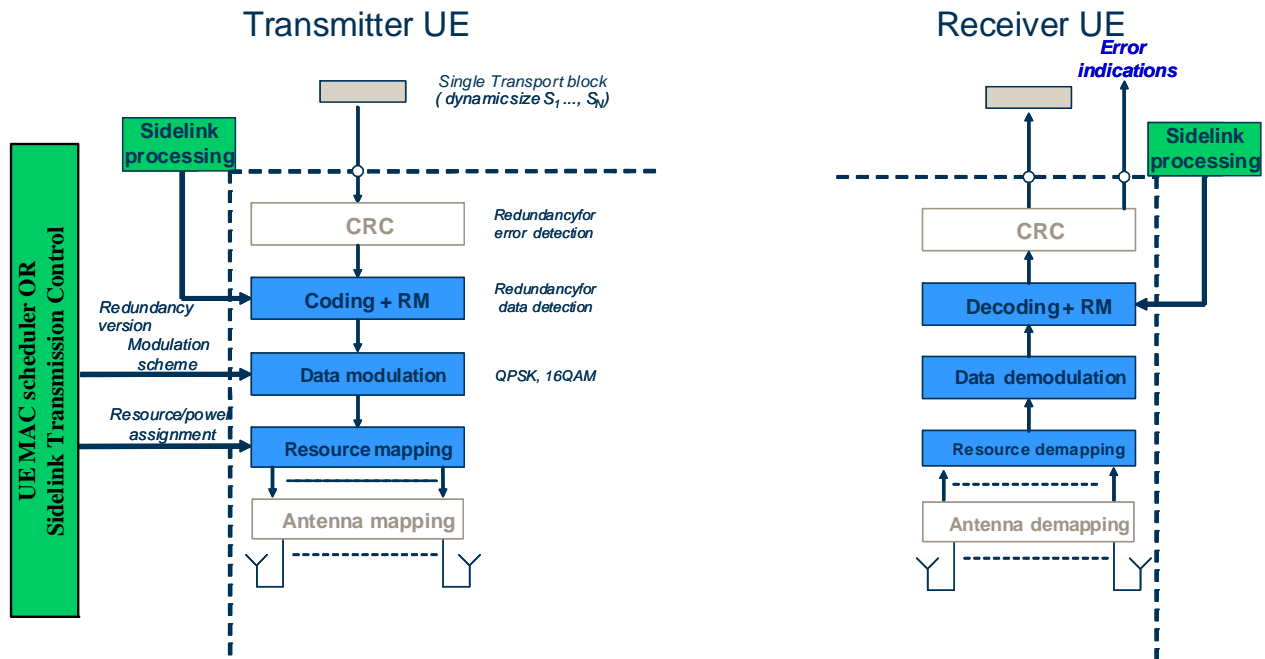 Transmitter UE
Single Transport block
( dynamicsize S1 ..., SN)
Sidelink
processing
CRC
Redundancyfor
error detection
Coding + RM
Redundancyfor
data detection
Redundancy
version
Modulation
scheme
Data modulation
QPSK, 16QAM
Resource/power
assignment
Resource mapping
Antenna mapping
UE MAC scheduler OR
Sidelink Transmission Control
Receiver UE
Error
indications
Sidelink
processing
CRC
Decoding + RM
Data demodulation
Resource demapping
Antenna demapping